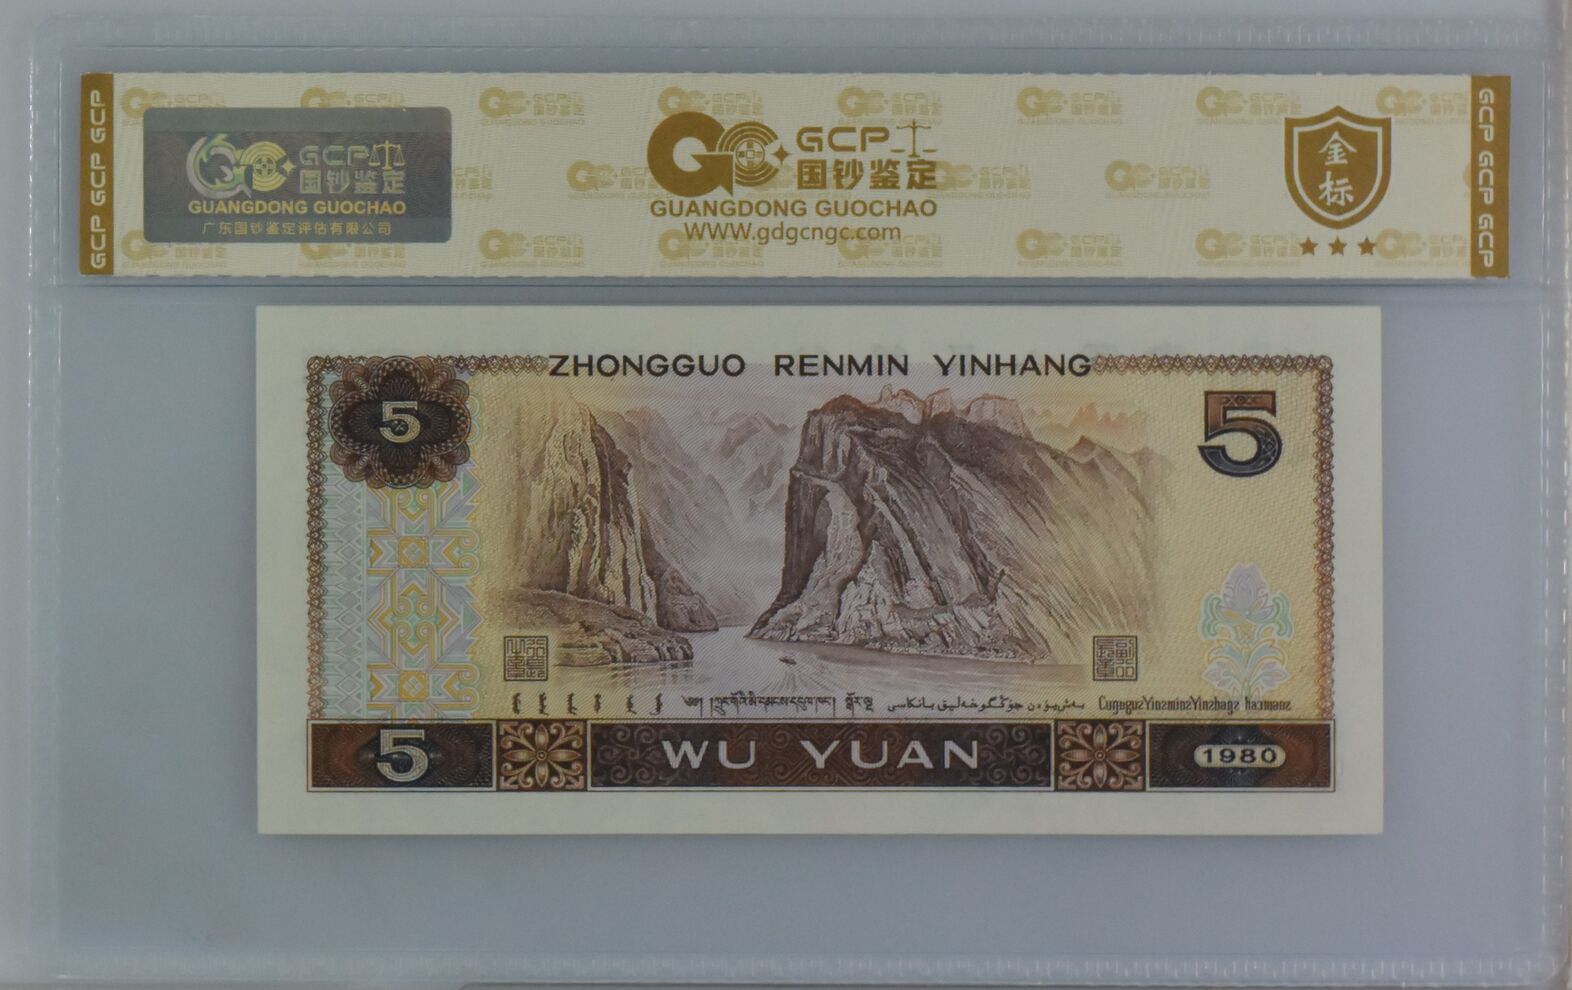 GCP GCP GCP
GCP
国钞鉴定
GUANGDONG GUOCHAO
广东国钞鉴定评估有限公司
GCP
国钞鉴定
GUANGDONG GUOCHAO
WWW.gdgcngc.com
金标
GCP GCP GCP
ZHONGGUO RENMIN YINHANG
5
5
5
WU YUAN
1980